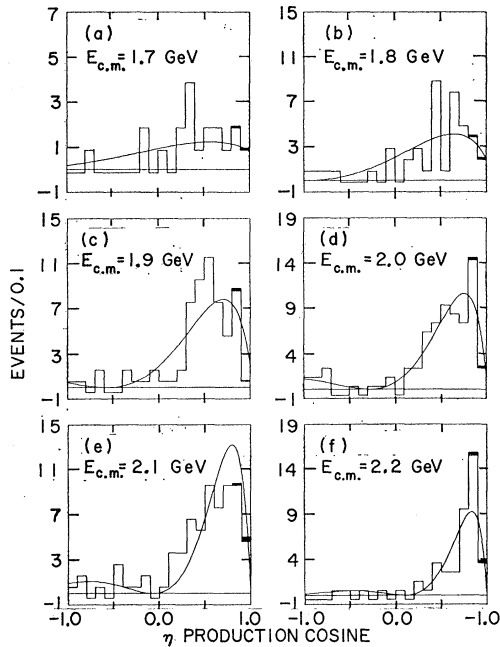 7
5
3
1
-1
(a)
E c.m. = 1.7 GeV
15
11
7
3
-1
(b)
E c.m. = 1.8 GeV
15
11
7
3
-1
(c)
E c.m. = 1.9 GeV
19
14
9
4
-1
(d)
E c.m. = 2.0 GeV
15
11
7
3
-1
(e)
E c.m. = 2.1 GeV
19
14
9
4
-1
(f)
E c.m. = 2.2 GeV
EVENTS/0.1
-1.0 0.0 1.0 0.0 -1.0
η PRODUCTION COSINE